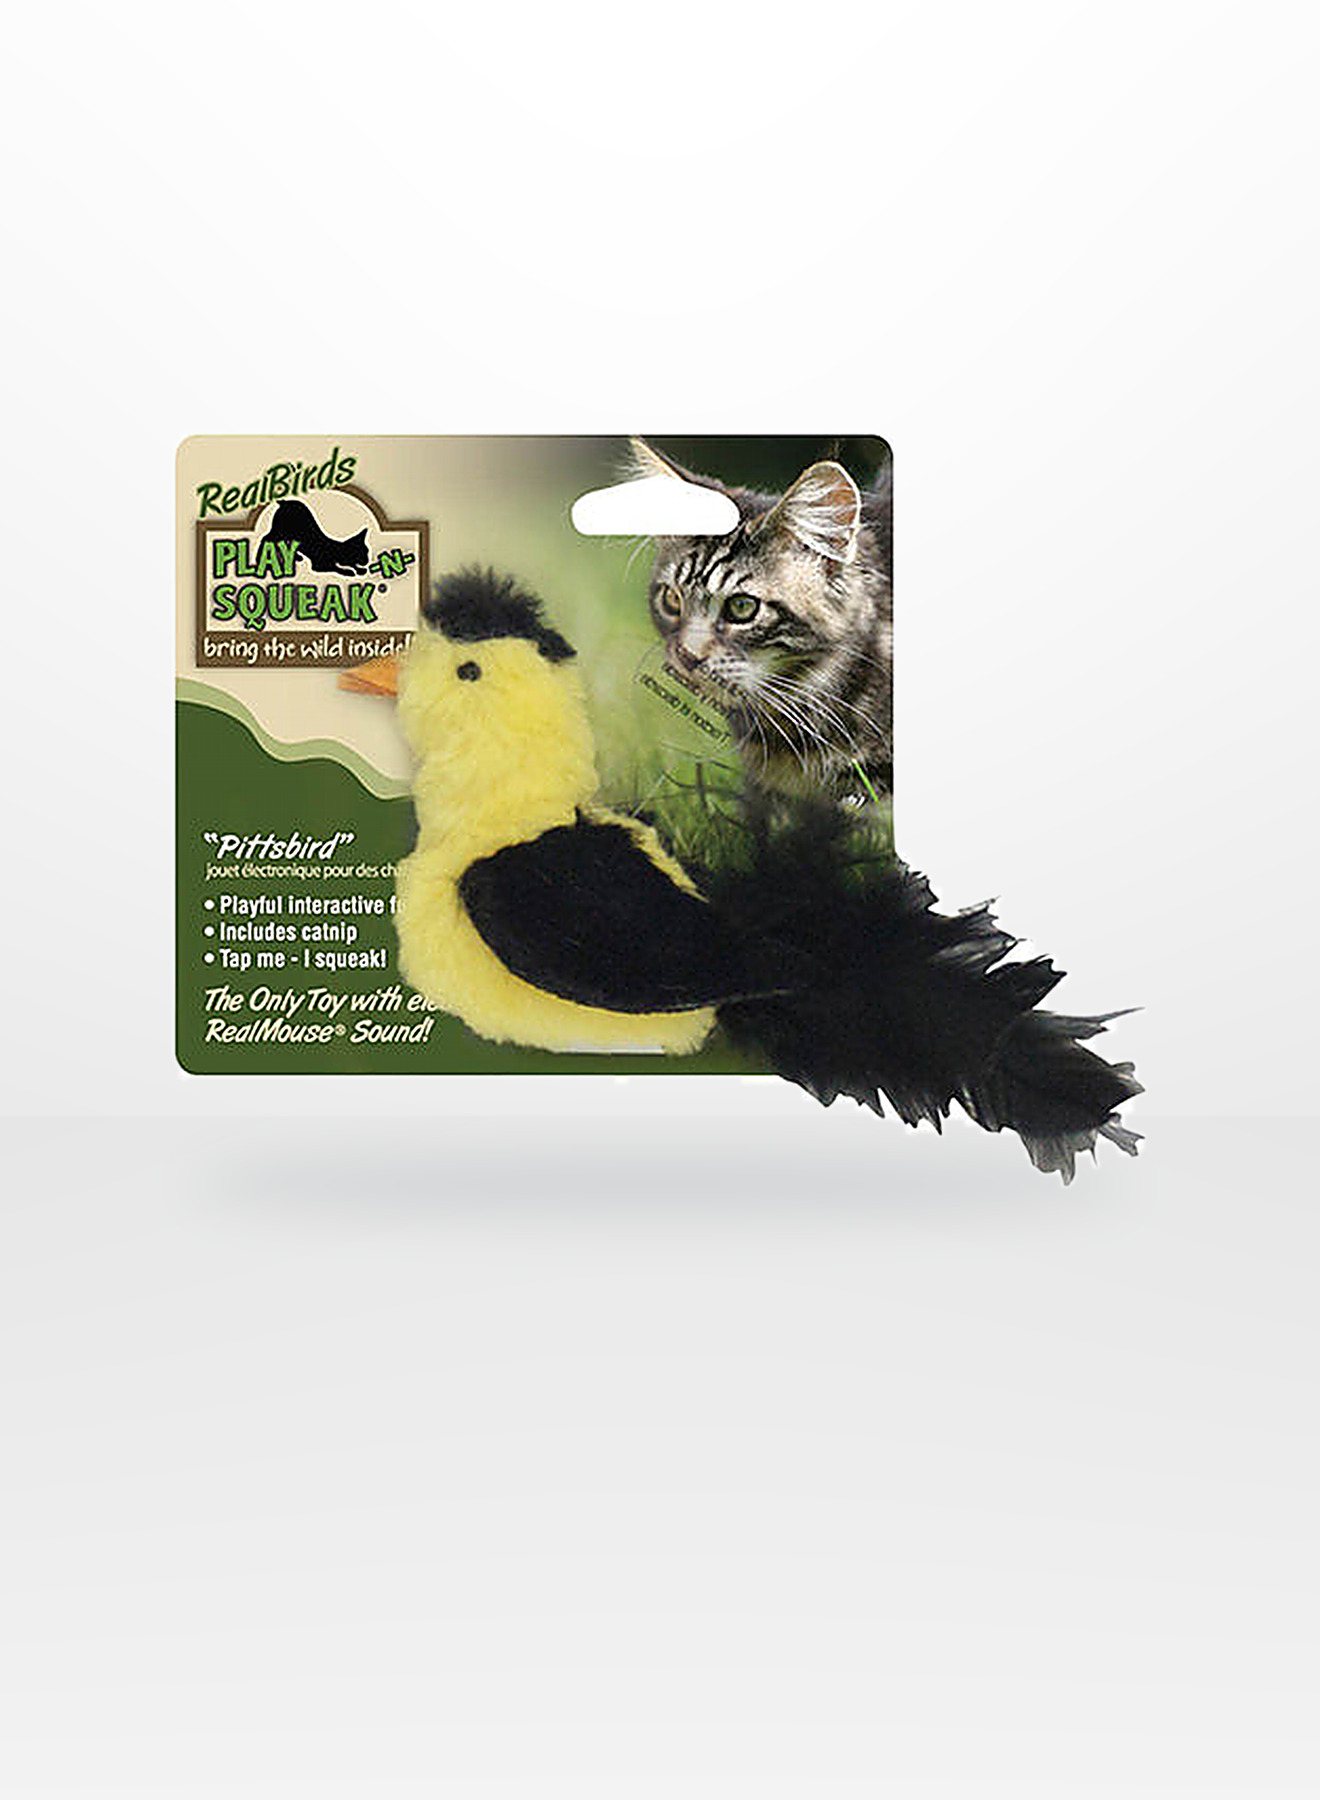 RealBirds
PLAY
-N-
SQUEAK®
bring the wild inside!
"Pittsbird"
jouet électronique pour des
• Playful interactive
• Includes catnip
• Tap me - I squeak!
The Only Toy with
RealMouse® Sound!